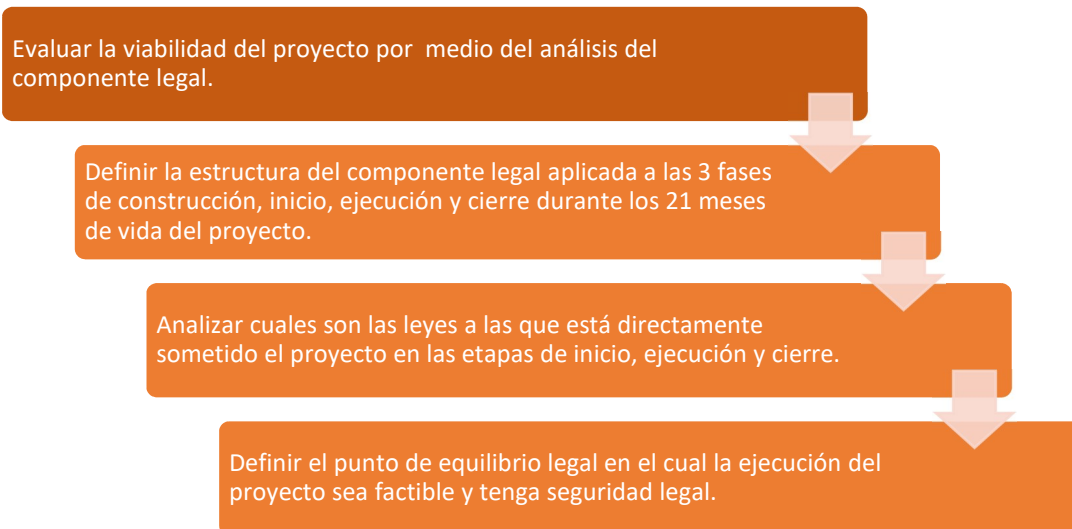 Evaluar la viabilidad del proyecto por  medio del análisis del
componente legal.
Definir la estructura del componente legal aplicada a las 3 fases
de construcción, inicio, ejecución y cierre durante los 21 meses
de vida del proyecto.
Analizar cuales son las leyes a las que está directamente
sometido el proyecto en las etapas de inicio, ejecución y cierre.
Definir el punto de equilibrio legal en el cual la ejecución del
proyecto sea factible y tenga seguridad legal.